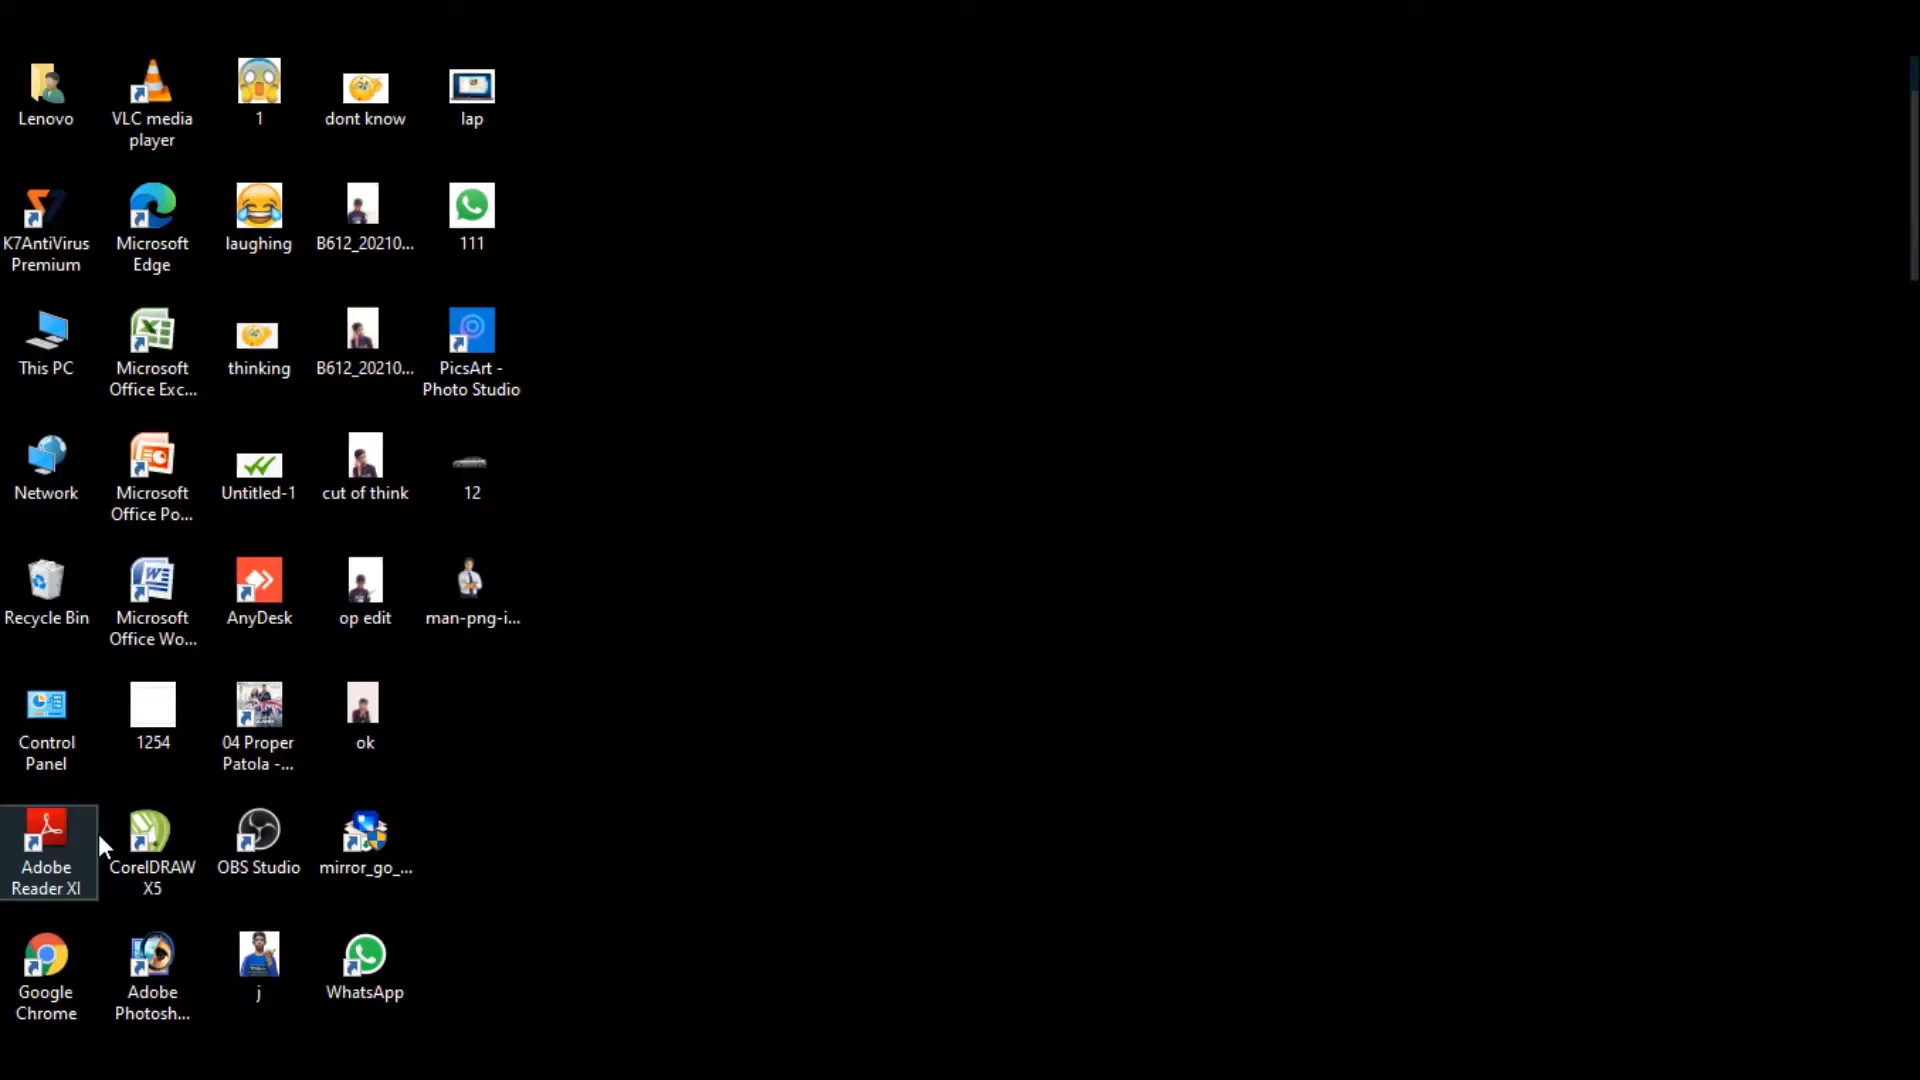 Lenovo
VLC media
player
1
dont know
lap
K7AntiVirus
Premium
Microsoft
Edge
laughing
B612_20210...
B612_20210...
111
This PC
Microsoft
Office Exc...
thinking
PicsArt -
Photo Studio
Network
Microsoft
Office Po...
Untitled-1
cut of think
12
Recycle Bin
Microsoft
Office Wo...
AnyDesk
op edit
man-png-i...
Control
Panel
1254
04 Proper
Patola -...
ok
Adobe
Reader XI
CorelDRAW
X5
OBS Studio
mirror_go_...
Google
Chrome
Adobe
Photosh...
j
WhatsApp